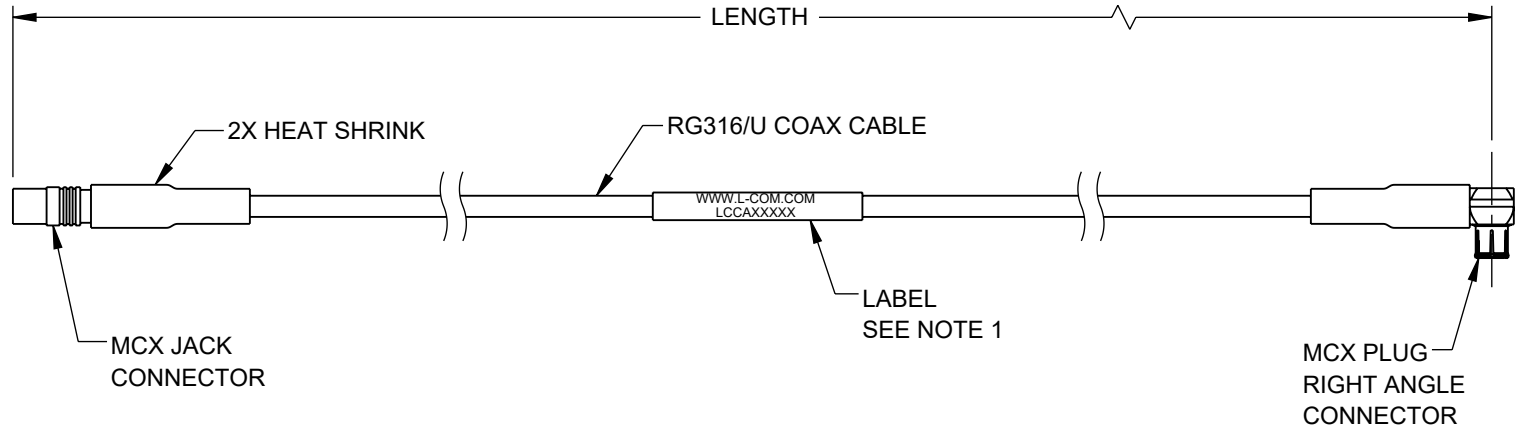 LENGTH
2X HEAT SHRINK
RG316/U COAX CABLE
WWW.L-COM.COM
LCCAXXXXX
LABEL
SEE NOTE 1
MCX JACK
CONNECTOR
MCX PLUG
RIGHT ANGLE
CONNECTOR